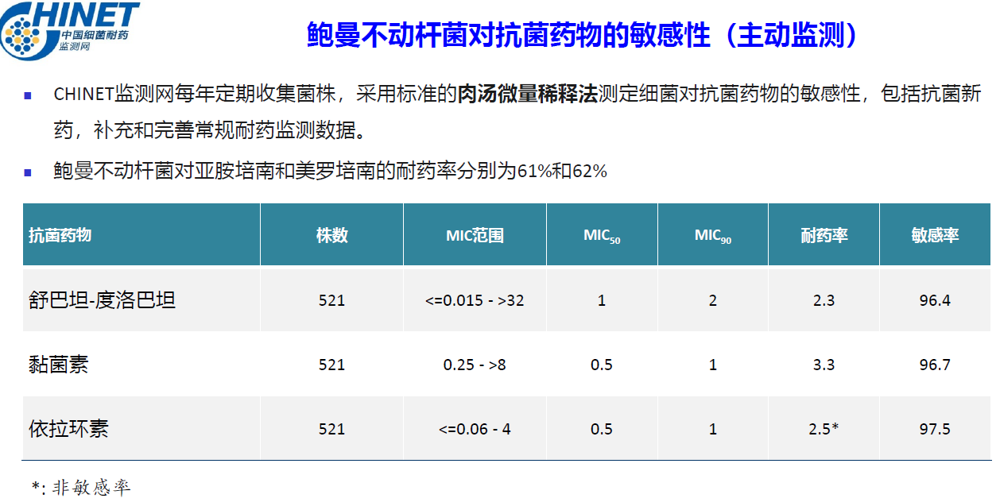 CHINET
中国细菌耐药
监测网
鲍曼不动杆菌对抗菌药物的敏感性（主动监测）
CHINET监测网每年定期收集菌株，采用标准的肉汤微量稀释法测定细菌对抗菌药物的敏感性，包括抗菌新
药，补充和完善常规耐药监测数据。
鲍曼不动杆菌对亚胺培南和美罗培南的耐药率分别为61%和62%
抗菌药物 株数 MIC范围 MIC50 MIC90 耐药率 敏感率
舒巴坦-度洛巴坦 521 <=0.015 - >32 1 2 2.3 96.4
黏菌素 521 0.25 - >8 0.5 1 3.3 96.7
依拉环素 521 <=0.06 - 4 0.5 1 2.5* 97.5
*: 非敏感率